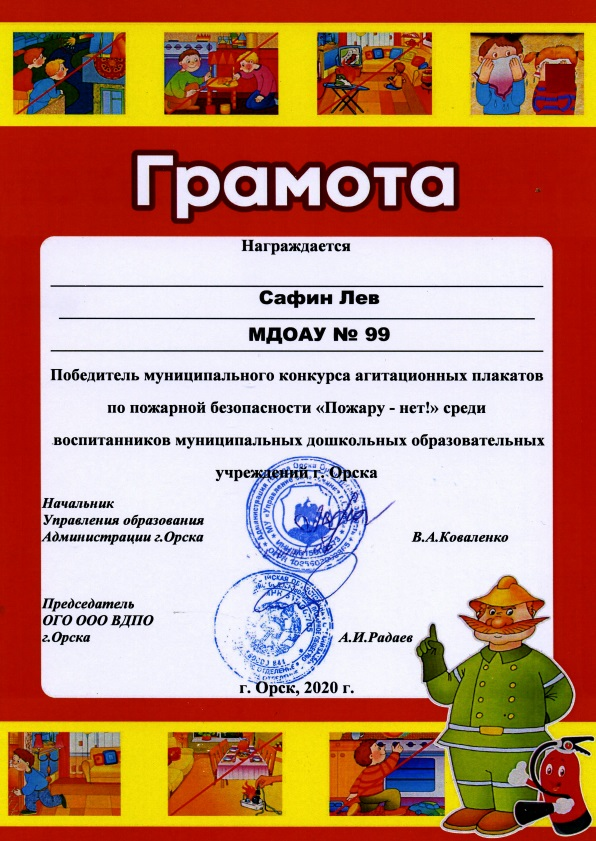 Грамота
Награждается
Сафин Лев
МДОАУ № 99
Победитель муниципального конкурса агитационных плакатов
по пожарной безопасности «Пожару - нет!» среди
воспитанников муниципальных дошкольных образовательных
учреждений г. Орска
Начальник
Управления образования
Администрации г.Орска
В.А.Коваленко
Председатель
ОГО ООО ВДПО
г.Орска
А.И.Радаев
г. Орск, 2020 г.